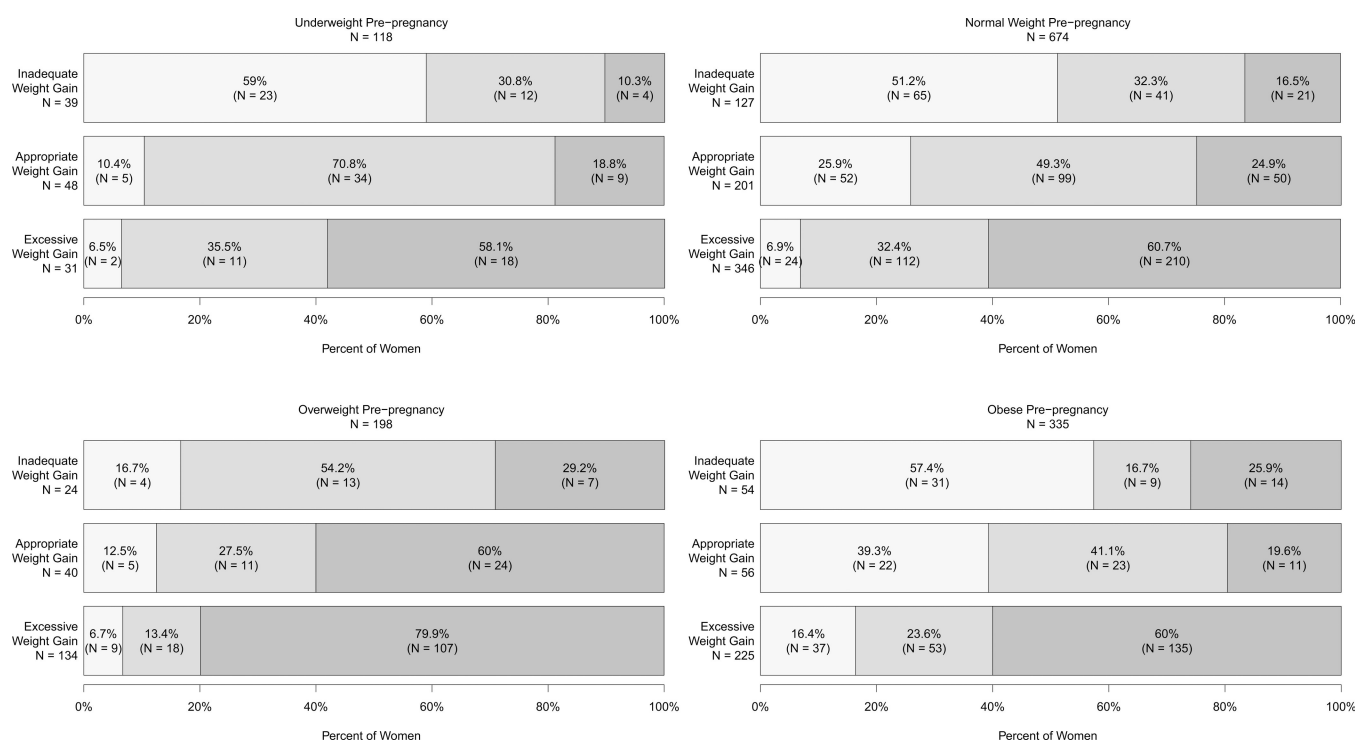 Underweight Pre−pregnancy
N = 118
Inadequate
Weight Gain
N = 39
59%
(N = 23)
30.8%
(N = 12)
10.3%
(N = 4)
Appropriate
Weight Gain
N = 48
10.4%
(N = 5)
70.8%
(N = 34)
18.8%
(N = 9)
Excessive
Weight Gain
N = 31
6.5%
(N = 2)
35.5%
(N = 11)
58.1%
(N = 18)
0% 20% 40% 60% 80% 100%
Percent of Women
Normal Weight Pre−pregnancy
N = 674
Inadequate
Weight Gain
N = 127
51.2%
(N = 65)
32.3%
(N = 41)
16.5%
(N = 21)
Appropriate
Weight Gain
N = 201
25.9%
(N = 52)
49.3%
(N = 99)
24.9%
(N = 50)
Excessive
Weight Gain
N = 346
6.9%
(N = 24)
32.4%
(N = 112)
60.7%
(N = 210)
0% 20% 40% 60% 80% 100%
Percent of Women
Overweight Pre−pregnancy
N = 198
Inadequate
Weight Gain
N = 24
16.7%
(N = 4)
54.2%
(N = 13)
29.2%
(N = 7)
Appropriate
Weight Gain
N = 40
12.5%
(N = 5)
27.5%
(N = 11)
60%
(N = 24)
Excessive
Weight Gain
N = 134
6.7%
(N = 9)
13.4%
(N = 18)
79.9%
(N = 107)
0% 20% 40% 60% 80% 100%
Percent of Women
Obese Pre−pregnancy
N = 335
Inadequate
Weight Gain
N = 54
57.4%
(N = 31)
16.7%
(N = 9)
25.9%
(N = 14)
Appropriate
Weight Gain
N = 56
39.3%
(N = 22)
41.1%
(N = 23)
19.6%
(N = 11)
Excessive
Weight Gain
N = 225
16.4%
(N = 37)
23.6%
(N = 53)
60%
(N = 135)
0% 20% 40% 60% 80% 100%
Percent of Women